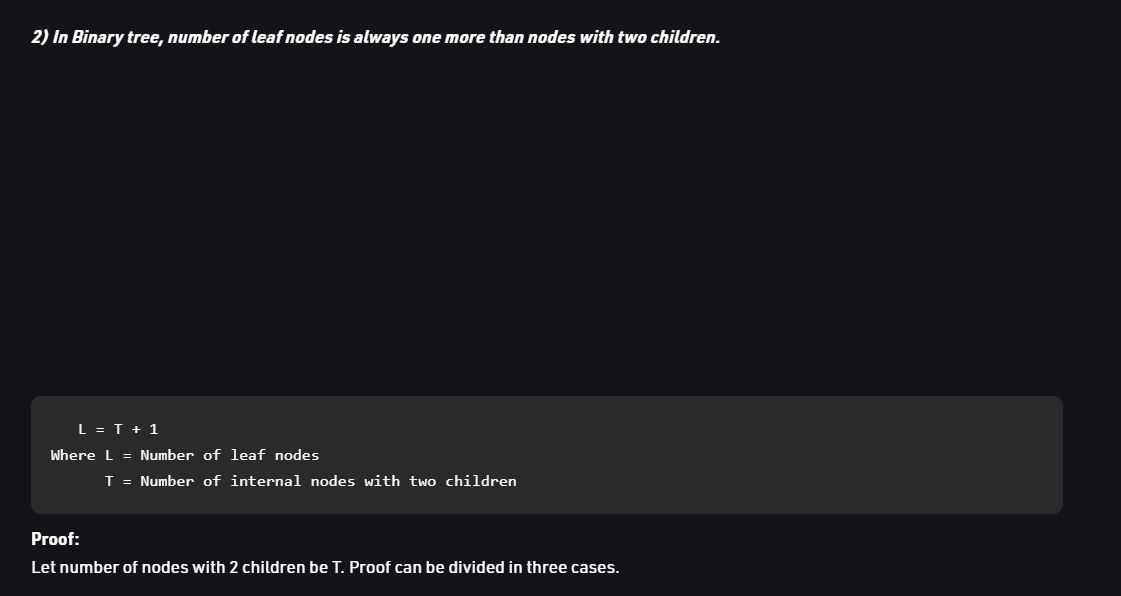 2) In Binary tree, number of leaf nodes is always one more than nodes with two children.
L = T + 1
Where L = Number of leaf nodes
T = Number of internal nodes with two children
Proof:
Let number of nodes with 2 children be T. Proof can be divided in three cases.